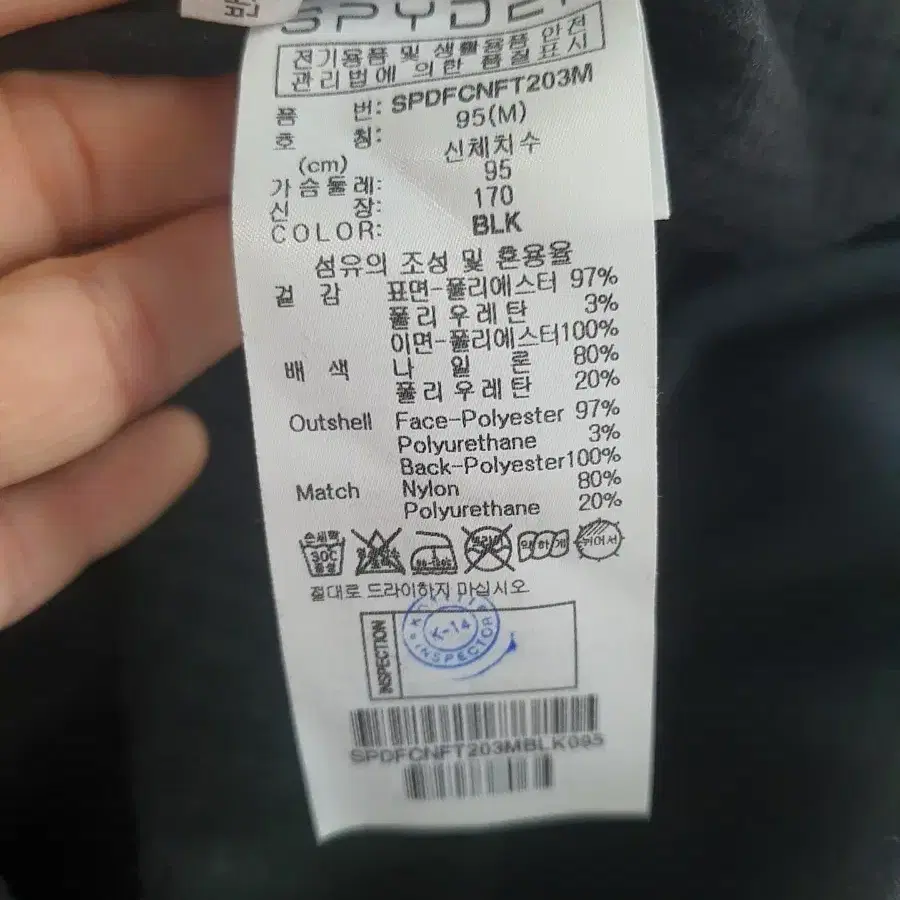 SPYDER
전기용품 및 생활용품 안전
관리법에 의한 품질표시
품 번: SPDFCNFT203M
호 칭: 95(M)
(cm) 신체치수
가슴둘레: 95
신 장: 170
COLOR: BLK
섬유의 조성 및 혼용율
겉 감 표면-폴리에스터 97%
폴리우레탄 3%
이면-폴리에스터100%
배 색 나 일 론 80%
폴리우레탄 20%
Outshell Face-Polyester 97%
Polyurethane 3%
Back-Polyester100%
Match Nylon 80%
Polyurethane 20%
손세탁
30C
중성
약하게
뉘어서
절대로 드라이하지 마십시오
INSPECTION
K-14
INSPECTOR
SPDFCNFT203MBLK095